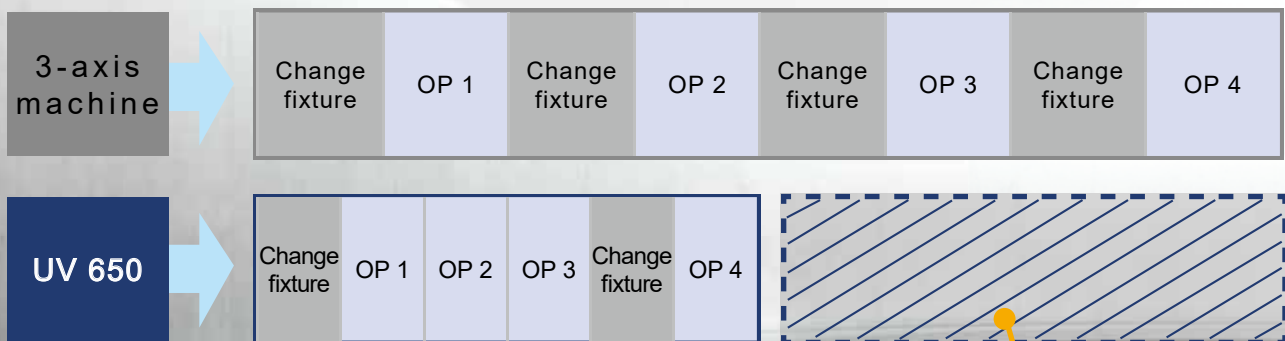 3-axis
machine
Change
fixture
OP 1
Change
fixture
OP 2
Change
fixture
OP 3
Change
fixture
OP 4
UV 650
Change
fixture
OP 1
OP 2
OP 3
Change
fixture
OP 4